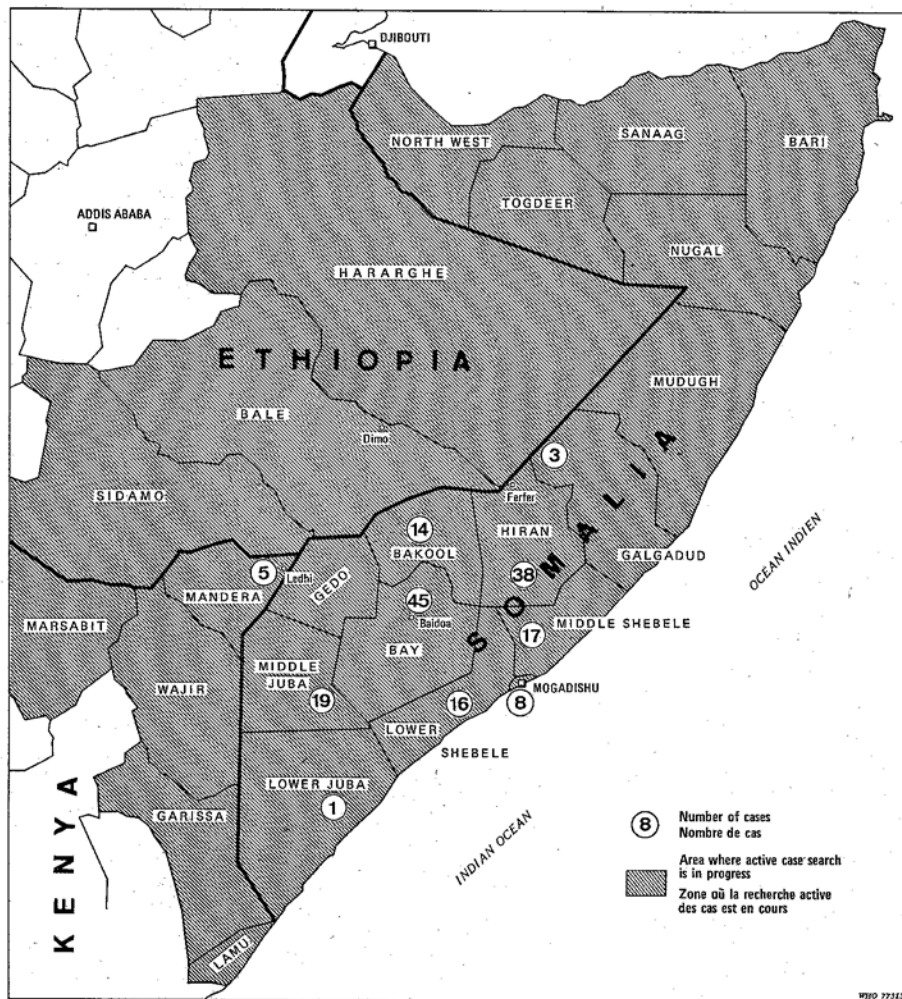 DJIBOUTI
NORTH WEST
SANAAG
BARI
TOGDEER
ADDIS ABABA
NUGAL
HARARGHE
ETHIOPIA
MUDUGH
BALE
Dimo
3
SIDAMO
Ferfer
14
HIRAN
BAKOOL
SOMALIA
GALGADUD
OCEAN INDIEN
5
Ledhi
GEDO
38
MANDERA
45
MARSABIT
Baidoa
MIDDLE SHEBELE
17
BAY
MIDDLE
JUBA
WAJIR
19
16
MOGADISHU
8
LOWER
SHEBELE
LOWER JUBA
1
KENYA
GARISSA
INDIAN OCEAN
8
Number of cases
Nombre de cas
Area where active case search
is in progress
Zone où la recherche active
des cas est en cours
LAMU